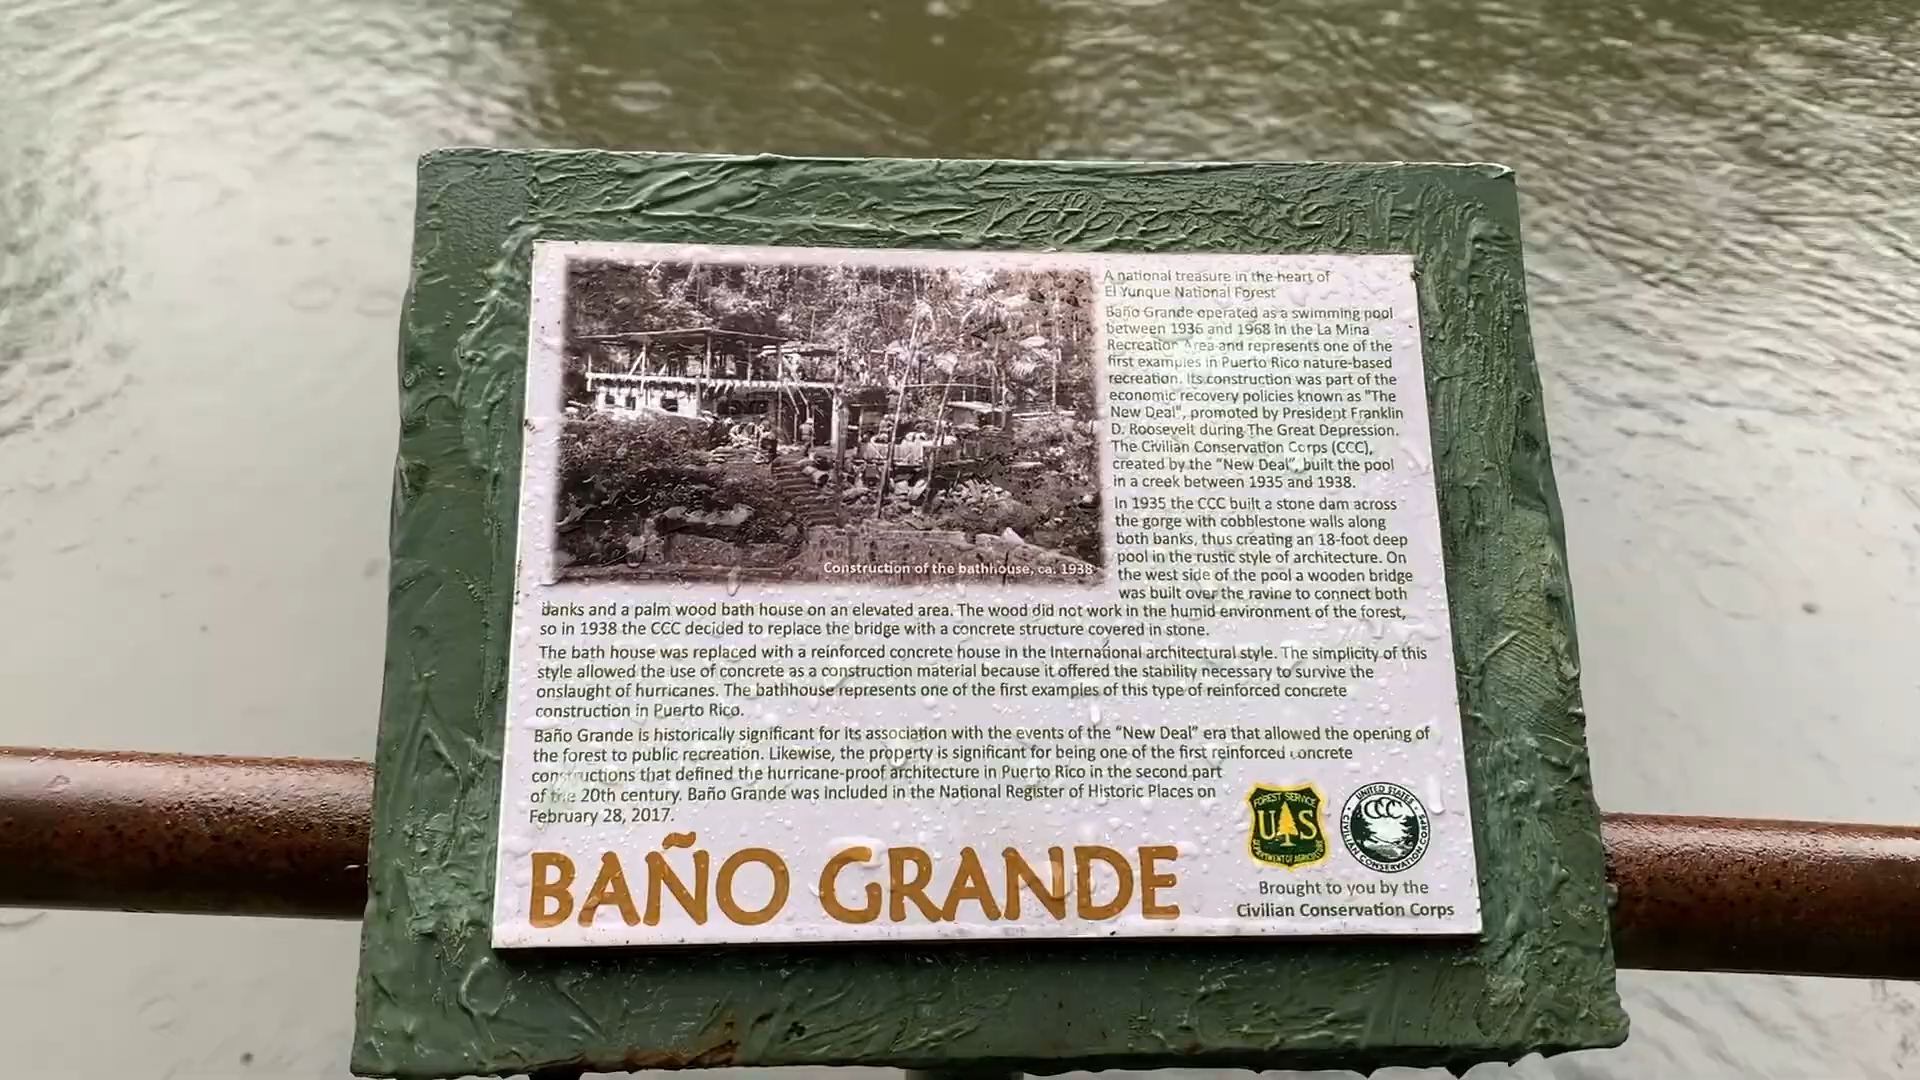 A national treasure in the heart of
El Yunque National Forest
Baño Grande operated as a swimming pool
between 1936 and 1968 in the La Mina
Recreation Area and represents one of the
first examples in Puerto Rico nature-based
recreation. Its construction was part of the
economic recovery policies known as "The
New Deal", promoted by President Franklin
D. Roosevelt during The Great Depression.
The Civilian Conservation Corps (CCC),
created by the "New Deal", built the pool
in a creek between 1935 and 1938.
In 1935 the CCC built a stone dam across
the gorge with cobblestone walls along
both banks, thus creating an 18-foot deep
pool in the rustic style of architecture. On
the west side of the pool a wooden bridge
was built over the ravine to connect both
Construction of the bathhouse, ca. 1938
banks and a palm wood bath house on an elevated area. The wood did not work in the humid environment of the forest,
so in 1938 the CCC decided to replace the bridge with a concrete structure covered in stone.
The bath house was replaced with a reinforced concrete house in the International architectural style. The simplicity of this
style allowed the use of concrete as a construction material because it offered the stability necessary to survive the
onslaught of hurricanes. The bathhouse represents one of the first examples of this type of reinforced concrete
construction in Puerto Rico.
Baño Grande is historically significant for its association with the events of the "New Deal" era that allowed the opening of
the forest to public recreation. Likewise, the property is significant for being one of the first reinforced concrete
constructions that defined the hurricane-proof architecture in Puerto Rico in the second part
of the 20th century. Baño Grande was included in the National Register of Historic Places on
February 28, 2017.
BAÑO GRANDE
FOREST SERVICE
US
DEPARTMENT OF AGRICULTURE
UNITED STATES
CCC
CIVILIAN CONSERVATION CORPS
Brought to you by the
Civilian Conservation Corps